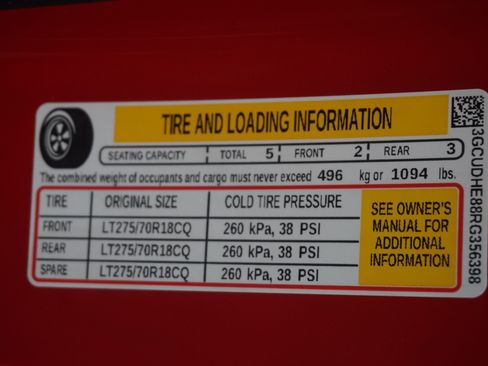 TIRE AND LOADING INFORMATION
SEATING CAPACITY TOTAL 5 FRONT 2 REAR 3
The combined weight of occupants and cargo must never exceed 496 kg or 1094 lbs.
TIRE ORIGINAL SIZE COLD TIRE PRESSURE
FRONT LT275/70R18CQ 260 kPa, 38 PSI
REAR LT275/70R18CQ 260 kPa, 38 PSI
SPARE LT275/70R18CQ 260 kPa, 38 PSI
SEE OWNER'S
MANUAL FOR
ADDITIONAL
INFORMATION
3GCUDHE88RG356398